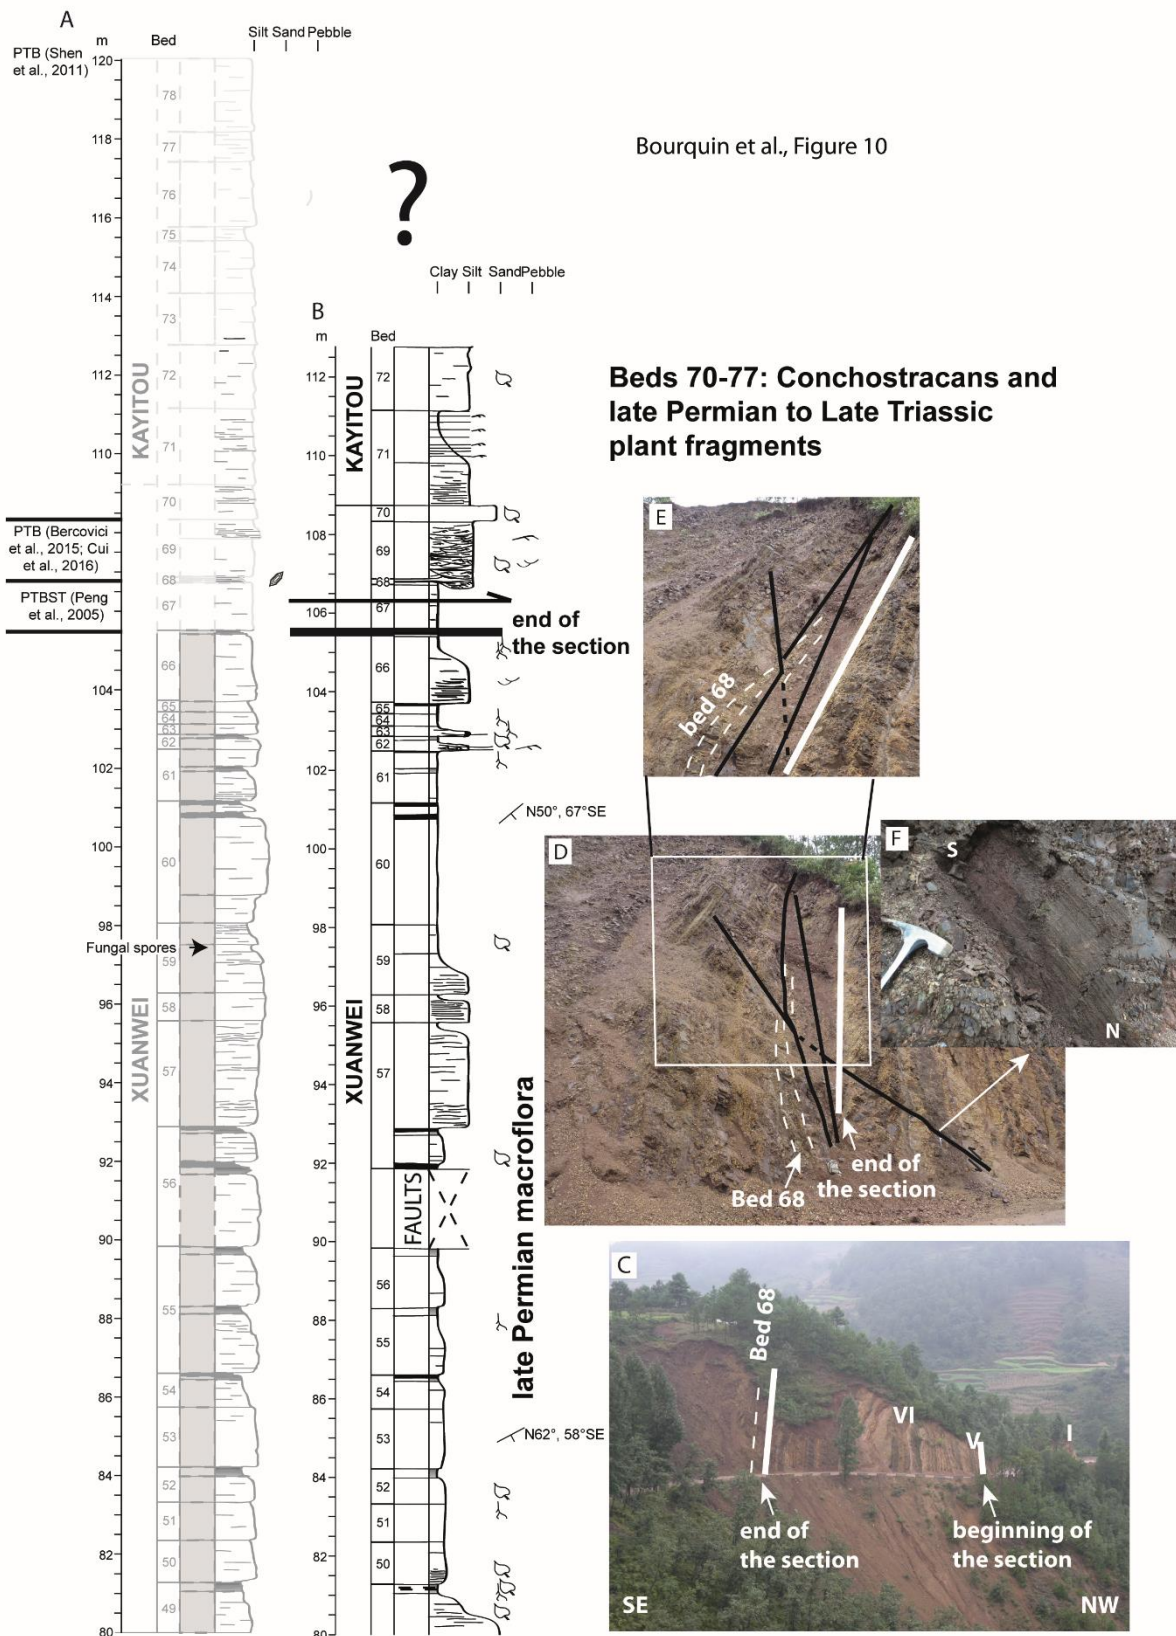 A
m
Bed
Silt Sand Pebble
PTB (Shen
et al., 2011)
120
118
116
114
112
110
108
106
104
102
100
98
96
94
92
90
88
86
84
82
80
78
77
76
75
74
73
72
71
70
69
68
67
66
65
64
63
62
61
60
59
58
57
56
55
54
53
52
51
50
49
KAYITOU
XUANWEI
PTB (Bercovici
et al., 2015; Cui
et al. 2016)
PTBST (Peng
et al., 2005)
Fungal spores
Bourquin et al., Figure 10
?
B
m
Bed
Clay Silt Sand Pebble
112
110
108
106
104
102
100
98
96
94
92
90
88
86
84
82
80
72
71
70
69
68
67
66
65
64
63
62
61
60
59
58
57
56
55
54
53
52
51
50
KAYITOU
XUANWEI
FAULTS
end of
the section
N50°, 67°SE
N62°, 58°SE
late Permian macroflora
Beds 70-77: Conchostracans and
late Permian to Late Triassic
plant fragments
E
bed 68
D
Bed 68
end of
the section
F
S
N
C
Bed 68
VI
V
I
end of
the section
beginning of
the section
SE
NW